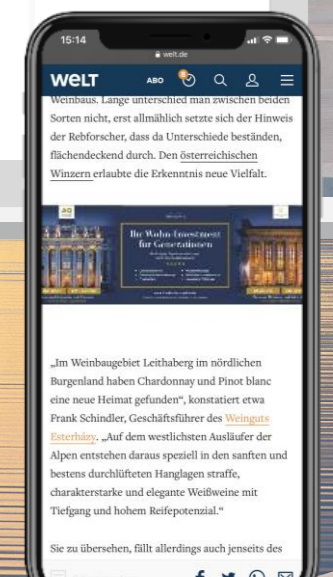 15:14
welt.de
WELT
ABO
Weinbaus. Lange unterschied man zwischen beiden
Sorten nicht, erst allmählich setzte sich der Hinweis
der Rebforscher, dass da Unterschiede beständen,
flächendeckend durch. Den österreichischen
Winzern erlaubte die Erkenntnis neue Vielfalt.
Ihr Wohn-Investment
für Generationen
„Im Weinbaugebiet Leithaberg im nördlichen
Burgenland haben Chardonnay und Pinot blanc
eine neue Heimat gefunden“, konstatiert etwa
Frank Schindler, Geschäftsführer des Weinguts
Esterházy. „Auf dem westlichsten Ausläufer der
Alpen entstehen daraus speziell in den sanften und
bestens durchlüfteten Hanglagen straffe,
charakterstarke und elegante Weißweine mit
Tiefgang und hohem Reifepotenzial.“
Sie zu übersehen, fällt allerdings auch jenseits des